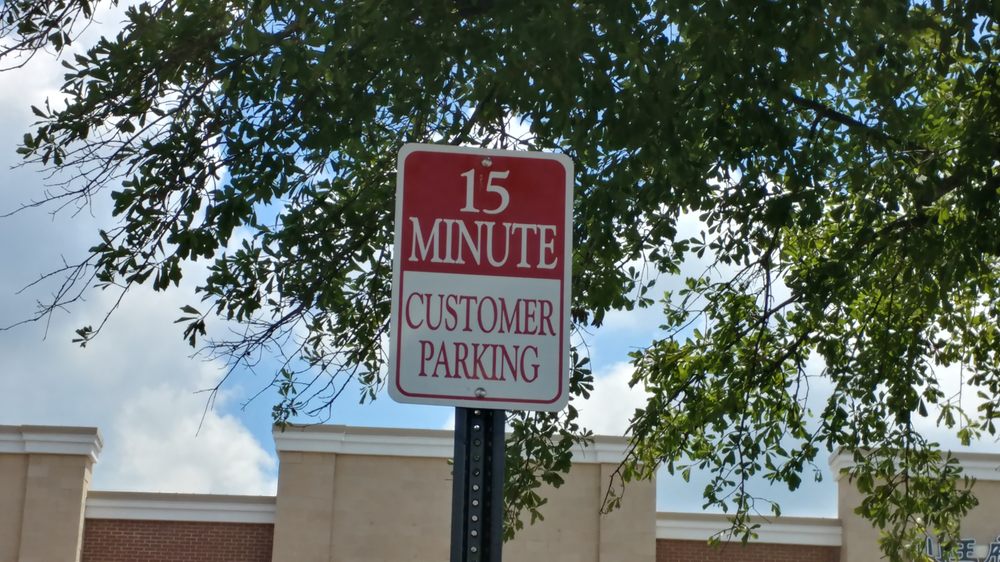 15
MINUTE
CUSTOMER
PARKING